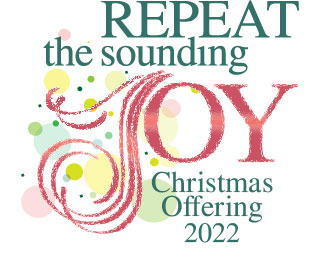 REPEAT
the sounding
JOY
Christmas
Offering
2022